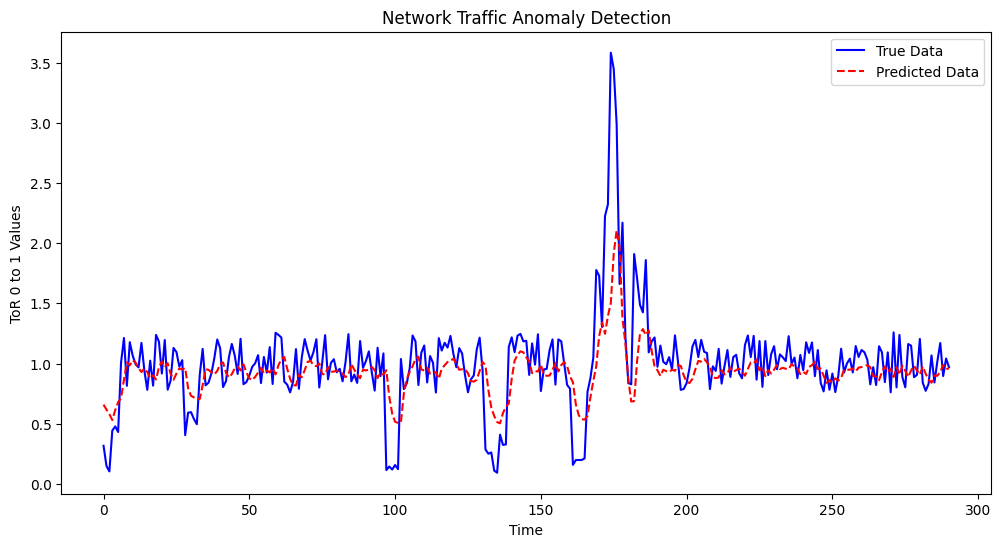 Network Traffic Anomaly Detection
True Data
Predicted Data
ToR 0 to 1 Values
3.5
3.0
2.5
2.0
1.5
1.0
0.5
0.0
0 50 100 150 200 250 300
Time